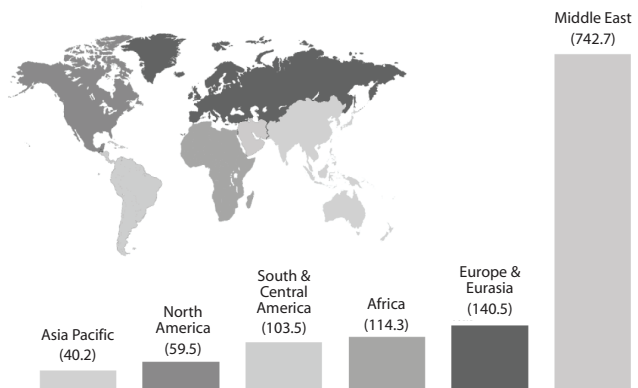 Middle East
(742.7)
Asia Pacific
(40.2)
North
America
(59.5)
South &
Central
America
(103.5)
Africa
(114.3)
Europe &
Eurasia
(140.5)